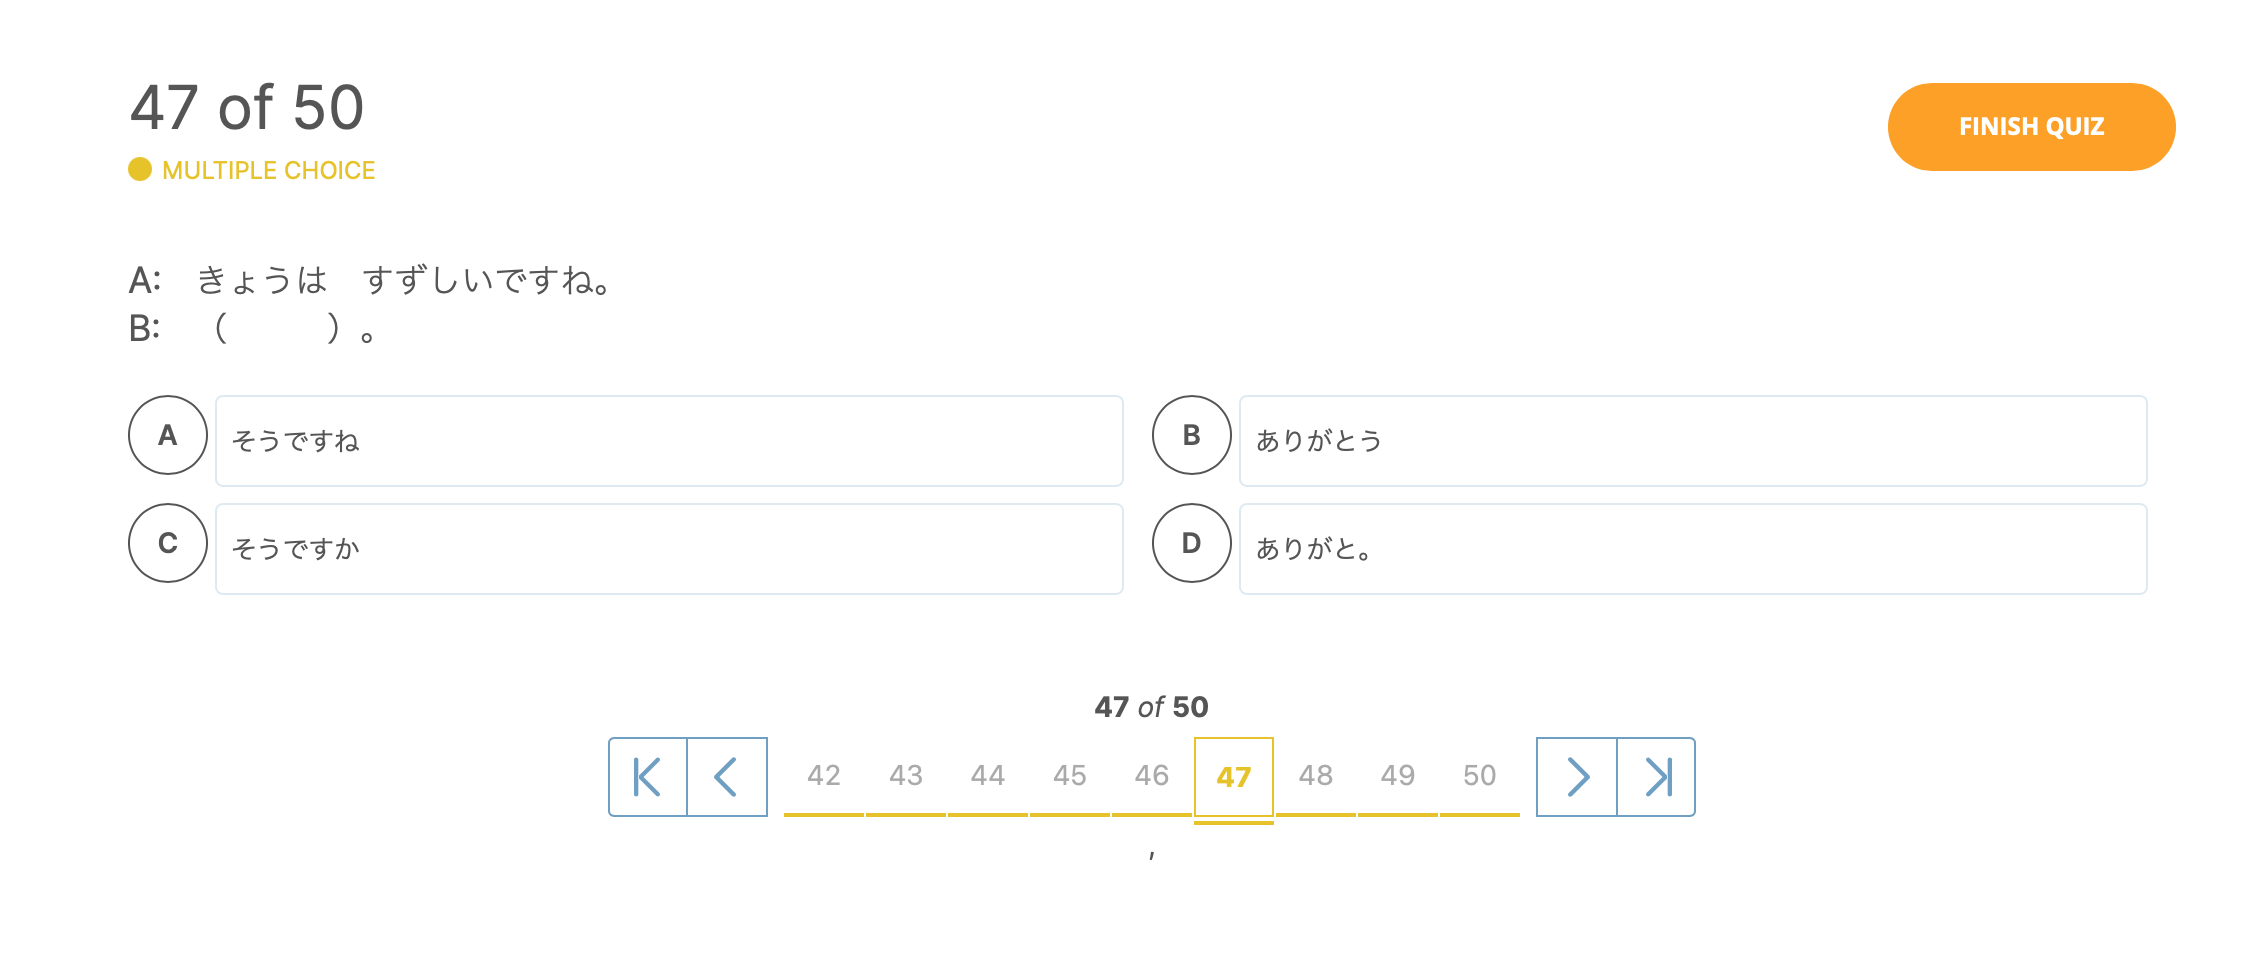 47 of 50
FINISH QUIZ
MULTIPLE CHOICE
A:　きょうは　すずしいですね。
B:　（　　　）。
A そうですね
B ありがとう
C そうですか
D ありがと。
47 of 50
42 43 44 45 46 47 48 49 50
,